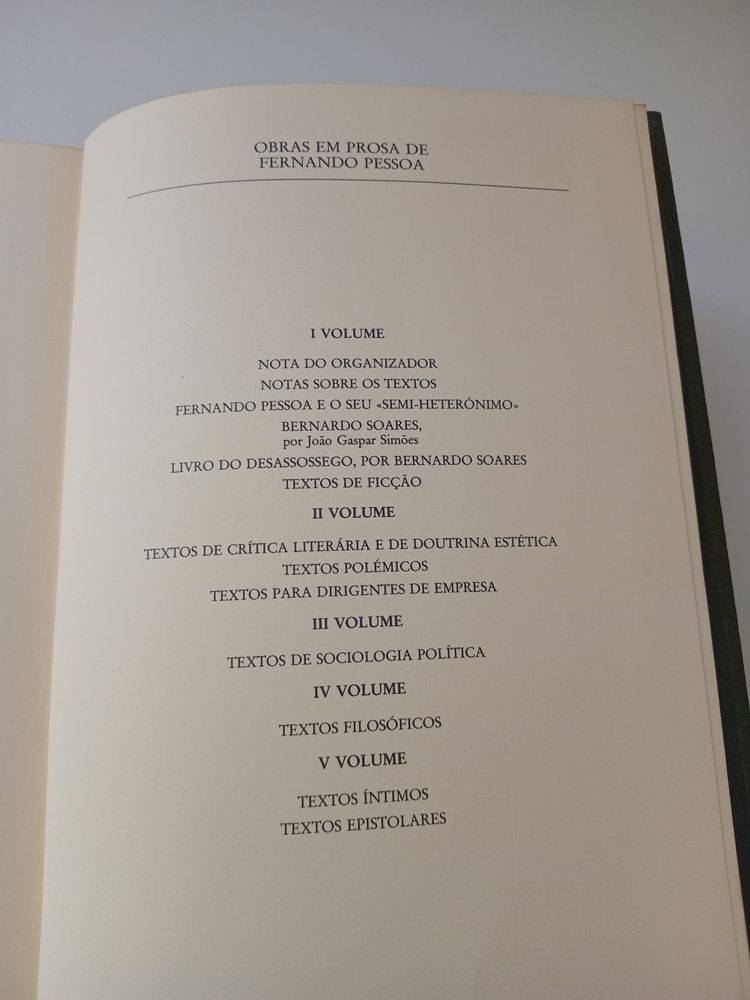 OBRAS EM PROSA DE
FERNANDO PESSOA
I VOLUME
NOTA DO ORGANIZADOR
NOTAS SOBRE OS TEXTOS
FERNANDO PESSOA E O SEU «SEMI-HETERÓNIMO»
BERNARDO SOARES,
por João Gaspar Simões
LIVRO DO DESASSOSSEGO, POR BERNARDO SOARES
TEXTOS DE FICÇÃO
II VOLUME
TEXTOS DE CRÍTICA LITERÁRIA E DE DOUTRINA ESTÉTICA
TEXTOS POLÉMICOS
TEXTOS PARA DIRIGENTES DE EMPRESA
III VOLUME
TEXTOS DE SOCIOLOGIA POLÍTICA
IV VOLUME
TEXTOS FILOSÓFICOS
V VOLUME
TEXTOS ÍNTIMOS
TEXTOS EPISTOLARES